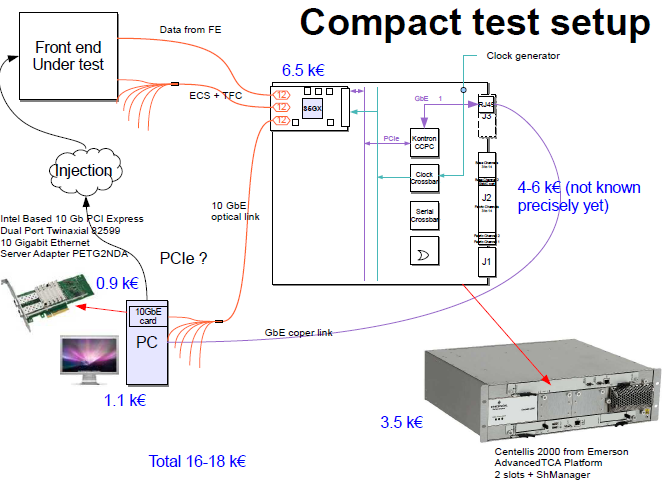 Compact test setup
Front end
Under test
Data from FE
ECS + TFC
6.5 k€
Clock generator
12
12
12
S5GX
GbE 1
RJ45
J3
PCIe
Kontron
CCPC
Clock
Crossbar
Serial
Crossbar
J2
J1
Injection
10 GbE
optical link
4-6 k€ (not known
precisely yet)
Intel Based 10 Gb PCI Express
Dual Port Twinaxial 82599
10 Gigabit Ethernet
Server Adapter PETG2NDA
PCIe ?
0.9 k€
10GbE
card
PC
GbE coper link
1.1 k€
3.5 k€
Total 16-18 k€
Centellis 2000 from Emerson
AdvancedTCA Platform
2 slots + ShManager